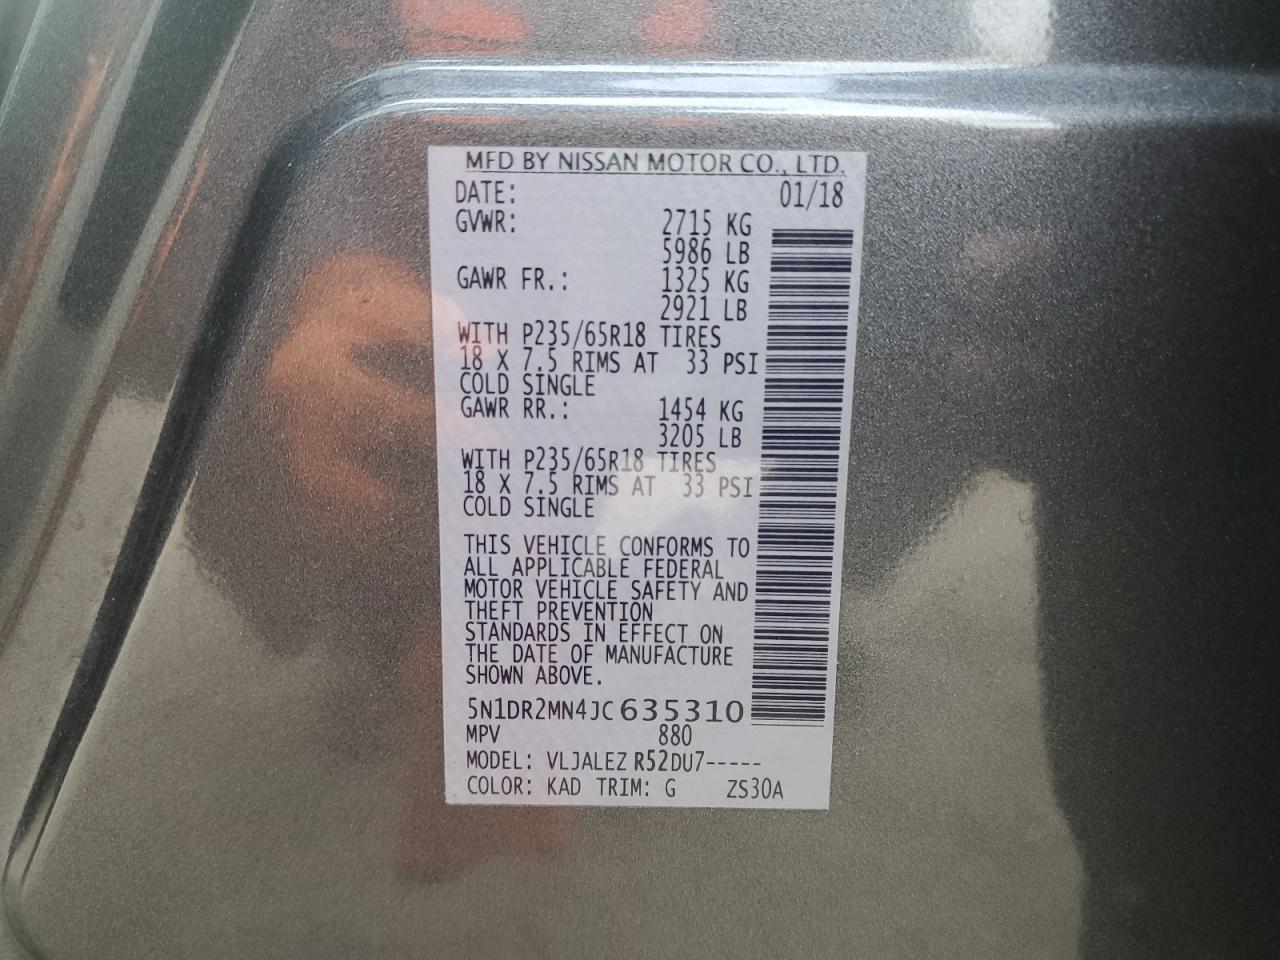 MFD BY NISSAN MOTOR CO., LTD.
DATE: 01/18
GVWR: 2715 KG
5986 LB
GAWR FR.: 1325 KG
2921 LB
WITH P235/65R18 TIRES
18 X 7.5 RIMS AT 33 PSI
COLD SINGLE
GAWR RR.: 1454 KG
3205 LB
WITH P235/65R18 TIRES
18 X 7.5 RIMS AT 33 PSI
COLD SINGLE
THIS VEHICLE CONFORMS TO
ALL APPLICABLE FEDERAL
MOTOR VEHICLE SAFETY AND
THEFT PREVENTION
STANDARDS IN EFFECT ON
THE DATE OF MANUFACTURE
SHOWN ABOVE.
5N1DR2MN4JC635310
MPV 880
MODEL: VLJALEZ R52DU7-----
COLOR: KAD TRIM: G ZS30A